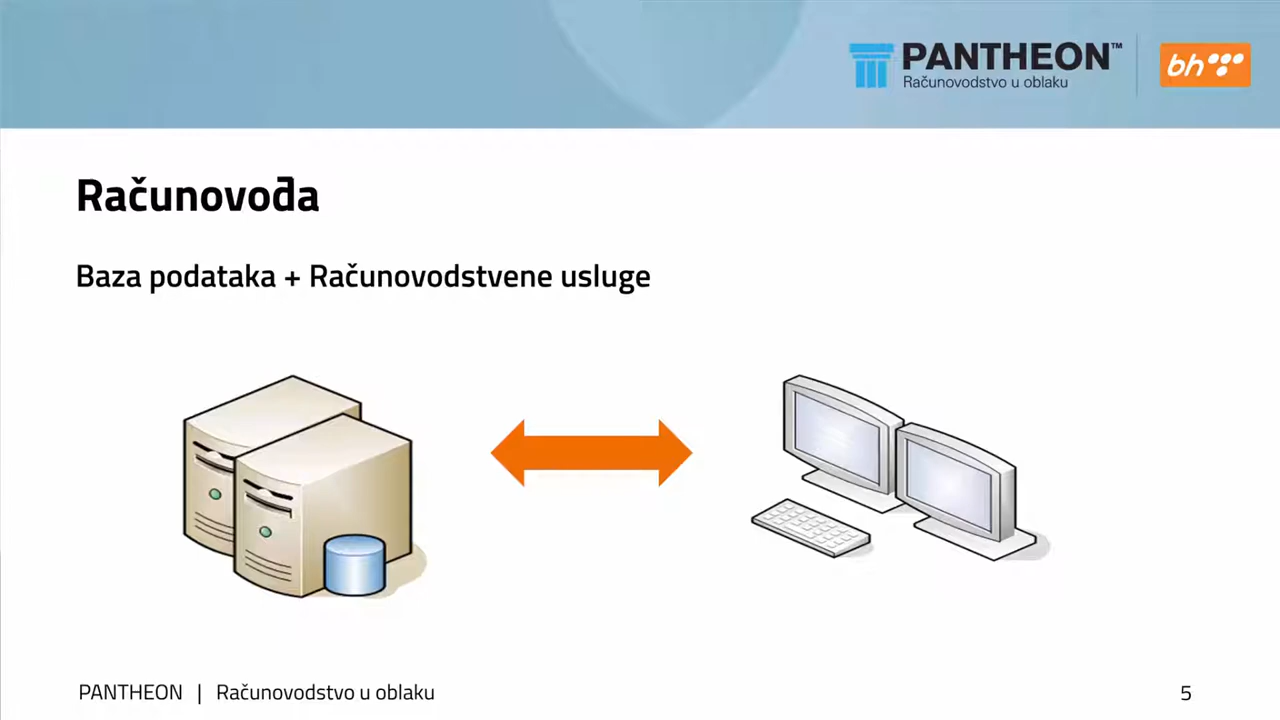 PANTHEON™
Računovodstvo u oblaku
bh
Računovođa
Baza podataka + Računovodstvene usluge
PANTHEON | Računovodstvo u oblaku
5